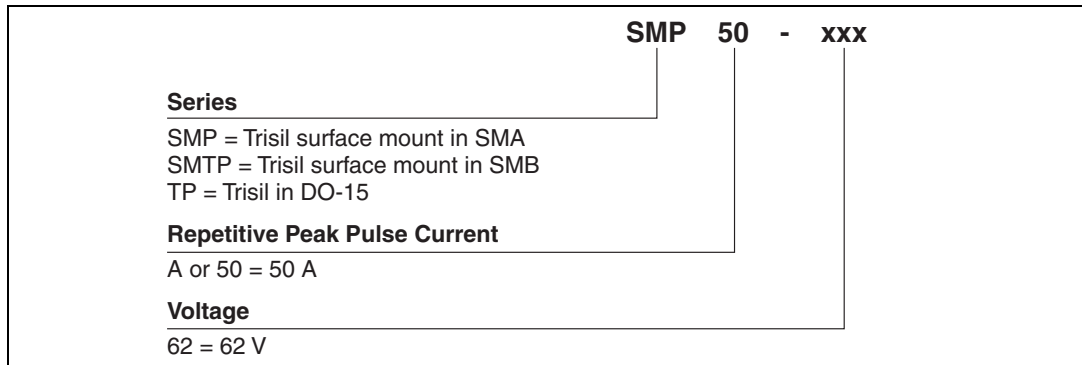 SMP 50 - xxx
Series
SMP = Trisil surface mount in SMA
SMTP = Trisil surface mount in SMB
TP = Trisil in DO-15
Repetitive Peak Pulse Current
A or 50 = 50 A
Voltage
62 = 62 V